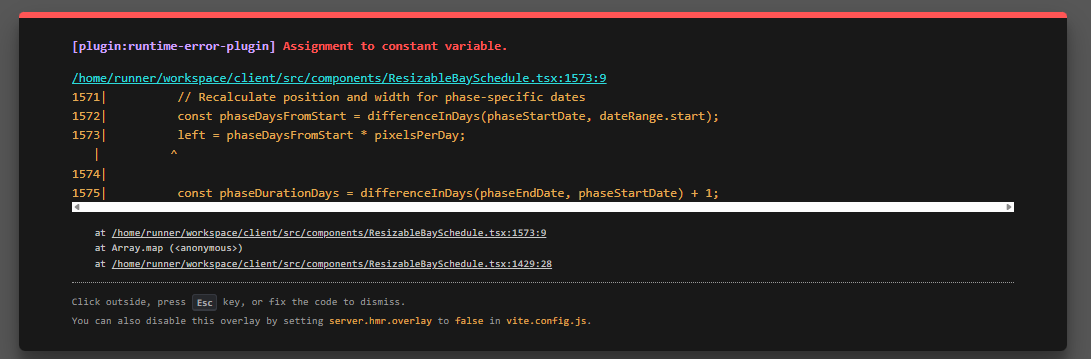 [plugin:runtime-error-plugin] Assignment to constant variable.
/home/runner/workspace/client/src/components/ResizableBaySchedule.tsx:1573:9
1571|          // Recalculate position and width for phase-specific dates
1572|          const phaseDaysFromStart = differenceInDays(phaseStartDate, dateRange.start);
1573|          left = phaseDaysFromStart * pixelsPerDay;
   |          ^
1574|
1575|          const phaseDurationDays = differenceInDays(phaseEndDate, phaseStartDate) + 1;
at /home/runner/workspace/client/src/components/ResizableBaySchedule.tsx:1573:9
at Array.map (<anonymous>)
at /home/runner/workspace/client/src/components/ResizableBaySchedule.tsx:1429:28
Click outside, press Esc key, or fix the code to dismiss.
You can also disable this overlay by setting server.hmr.overlay to false in vite.config.js.